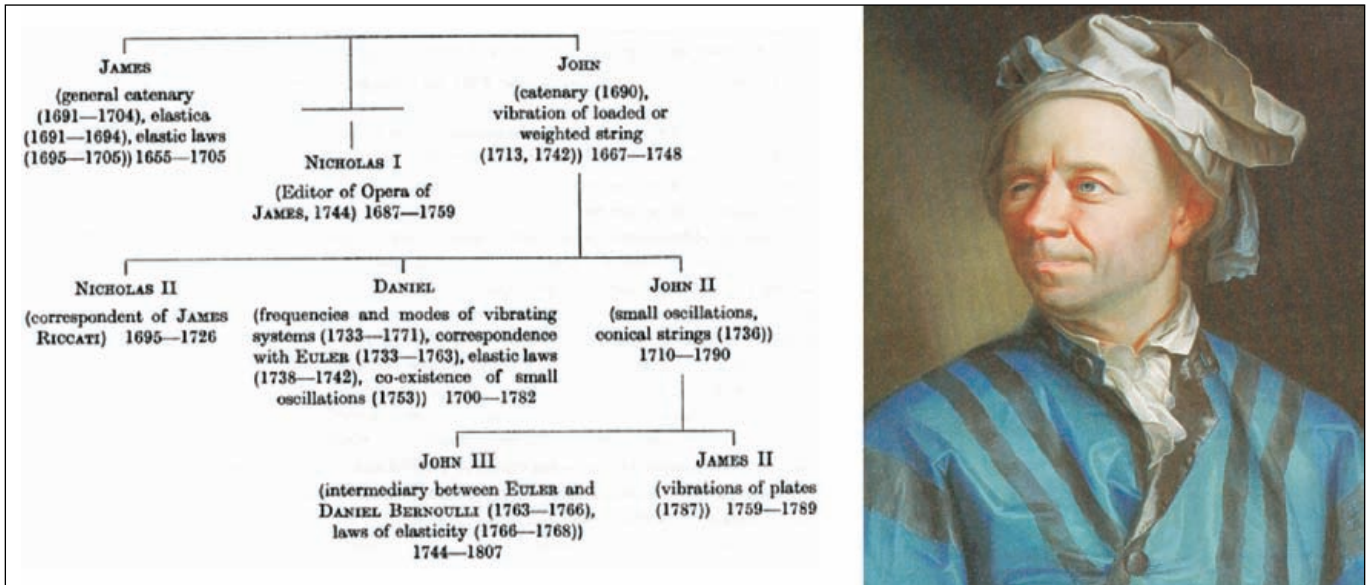 JAMES
(general catenary
(1691—1704), elastica
(1691—1694), elastic laws
(1695—1705)) 1655—1705
NICHOLAS I
(Editor of Opera of
JAMES, 1744) 1687—1759
JOHN
(catenary (1690),
vibration of loaded or
weighted string
(1713, 1742)) 1667—1748
NICHOLAS II
(correspondent of JAMES
RICCATI) 1695—1726
DANIEL
(frequencies and modes of vibrating
systems (1733—1771), correspondence
with EULER (1733—1763), elastic laws
(1738—1742), co-existence of small
oscillations (1753)) 1700—1782
JOHN II
(small oscillations,
conical strings (1736))
1710—1790
JOHN III
(intermediary between EULER and
DANIEL BERNOULLI (1763—1766),
laws of elasticity (1766—1768))
1744—1807
JAMES II
(vibrations of plates
(1787)) 1759—1789